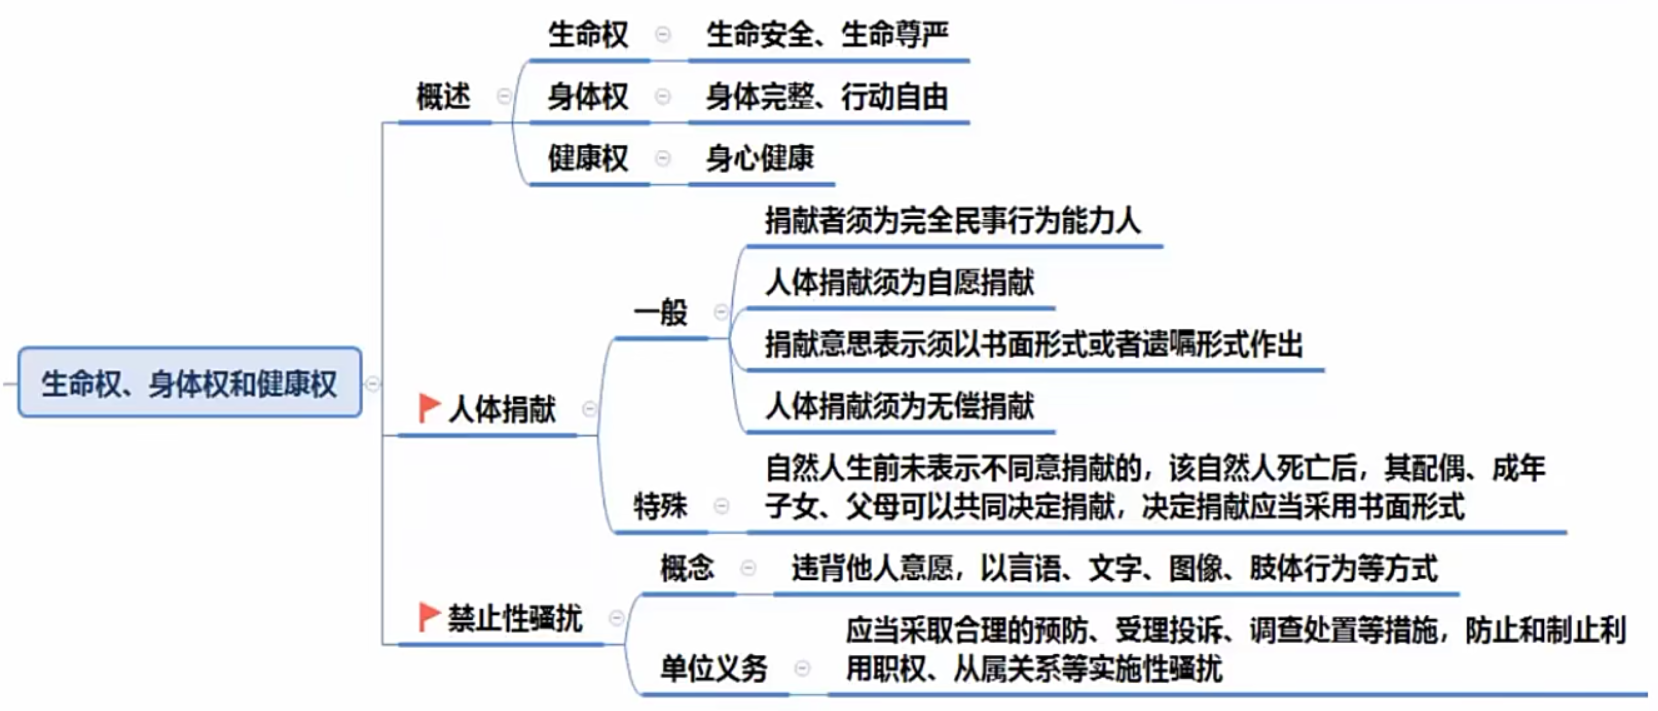 生命权、身体权和健康权
概述
生命权
生命安全、生命尊严
身体权
身体完整、行动自由
健康权
身心健康
人体捐献
一般
捐献者须为完全民事行为能力人
人体捐献须为自愿捐献
捐献意思表示须以书面形式或者遗嘱形式作出
人体捐献须为无偿捐献
特殊
自然人生前未表示不同意捐献的，该自然人死亡后，其配偶、成年
子女、父母可以共同决定捐献，决定捐献应当采用书面形式
禁止性骚扰
概念
违背他人意愿，以言语、文字、图像、肢体行为等方式
单位义务
应当采取合理的预防、受理投诉、调查处置等措施，防止和制止利
用职权、从属关系等实施性骚扰